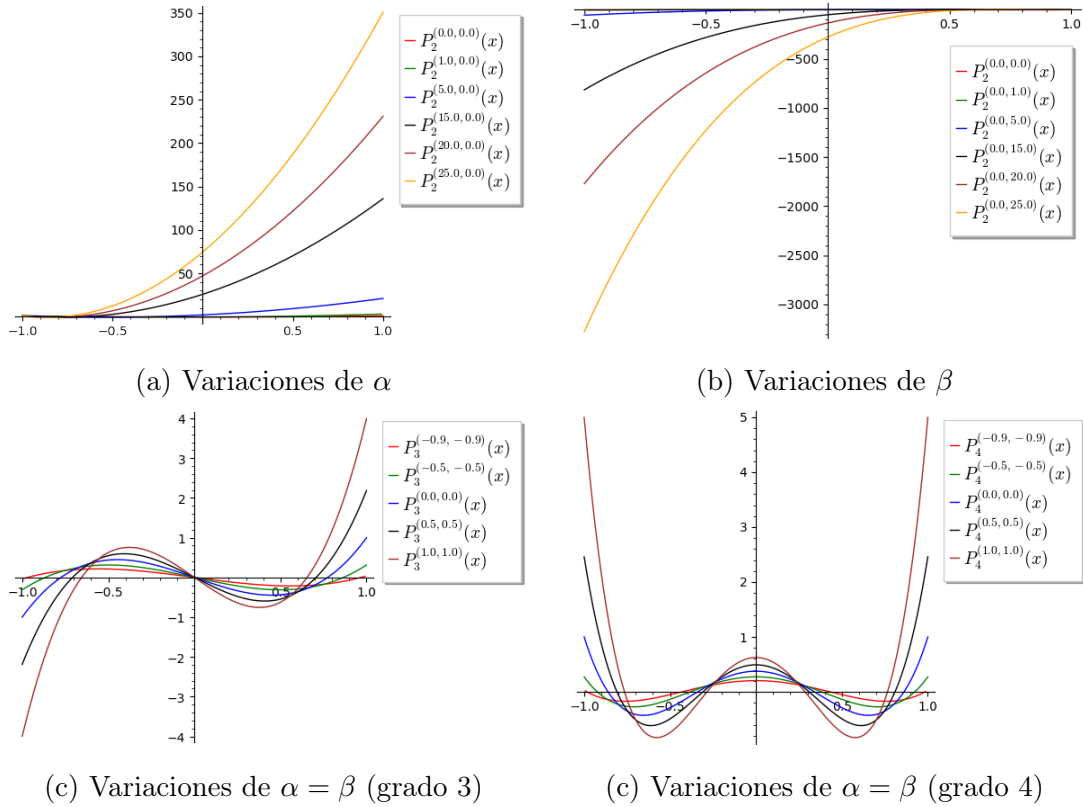 350
300
250
200
150
100
50
−1.0 −0.5 0.5 1.0
P_2^{(0.0,0.0)}(x)
P_2^{(1.0,0.0)}(x)
P_2^{(5.0,0.0)}(x)
P_2^{(15.0,0.0)}(x)
P_2^{(20.0,0.0)}(x)
P_2^{(25.0,0.0)}(x)
(a) Variaciones de α
−1.0 −0.5 0.5 1.0
−500
−1000
−1500
−2000
−2500
−3000
P_2^{(0.0,0.0)}(x)
P_2^{(0.0,1.0)}(x)
P_2^{(0.0,5.0)}(x)
P_2^{(0.0,15.0)}(x)
P_2^{(0.0,20.0)}(x)
P_2^{(0.0,25.0)}(x)
(b) Variaciones de β
4
3
2
1
−1.0 −0.5 0.5 1.0
−1
−2
−3
−4
P_3^{(−0.9,−0.9)}(x)
P_3^{(−0.5,−0.5)}(x)
P_3^{(0.0,0.0)}(x)
P_3^{(0.5,0.5)}(x)
P_3^{(1.0,1.0)}(x)
(c) Variaciones de α = β (grado 3)
5
4
3
2
1
−1.0 −0.5 0.5 1.0
P_4^{(−0.9,−0.9)}(x)
P_4^{(−0.5,−0.5)}(x)
P_4^{(0.0,0.0)}(x)
P_4^{(0.5,0.5)}(x)
P_4^{(1.0,1.0)}(x)
(c) Variaciones de α = β (grado 4)